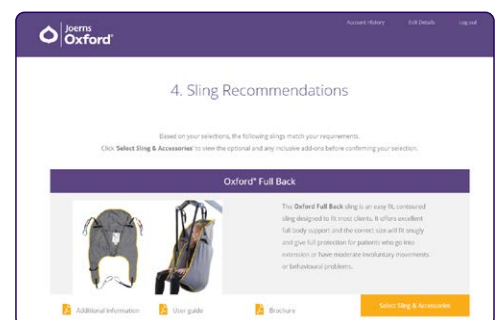 Joerns
Oxford®
Account History Edit Details Log out
4. Sling Recommendations
Based on your selections, the following slings match your requirements.
Click 'Select Sling & Accessories' to view the optional and any inclusive add-ons before confirming your selection.
Oxford® Full Back
The Oxford Full Back sling is an easy fit, contoured
sling designed to fit most clients. It offers excellent
full body support and the correct size will fit snugly
and give full protection for patients who go into
extension or have moderate involuntary movements
or behavioural problems.
Additional Information User guide Brochure Select Sling & Accessories